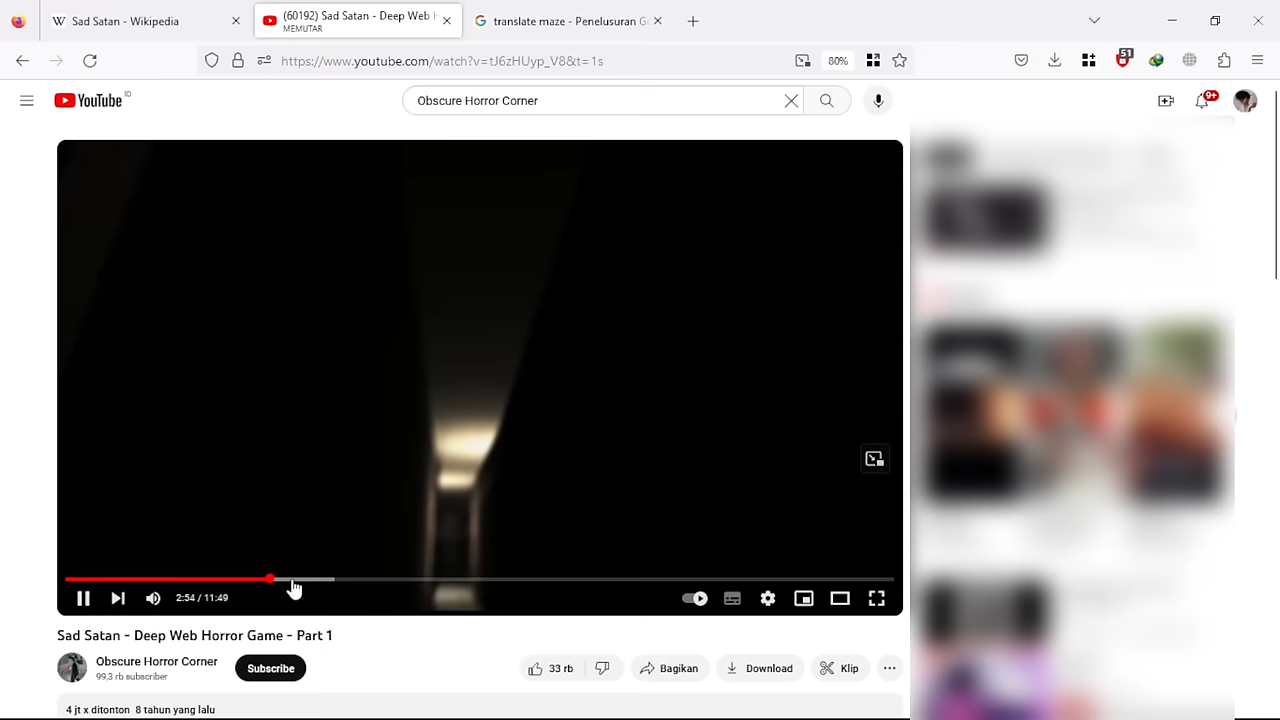 Sad Satan - Wikipedia
(60192) Sad Satan - Deep Web H
MEMUTAR
translate maze - Penelusuran G
https://www.youtube.com/watch?v=tJ6zHUyp_V8&t=1s
80%
51
YouTube ID
Obscure Horror Corner
9+
2:54 / 11:49
Sad Satan - Deep Web Horror Game - Part 1
Obscure Horror Corner
99,3 rb subscriber
Subscribe
33 rb
Bagikan
Download
Klip
4 jt x ditonton 8 tahun yang lalu